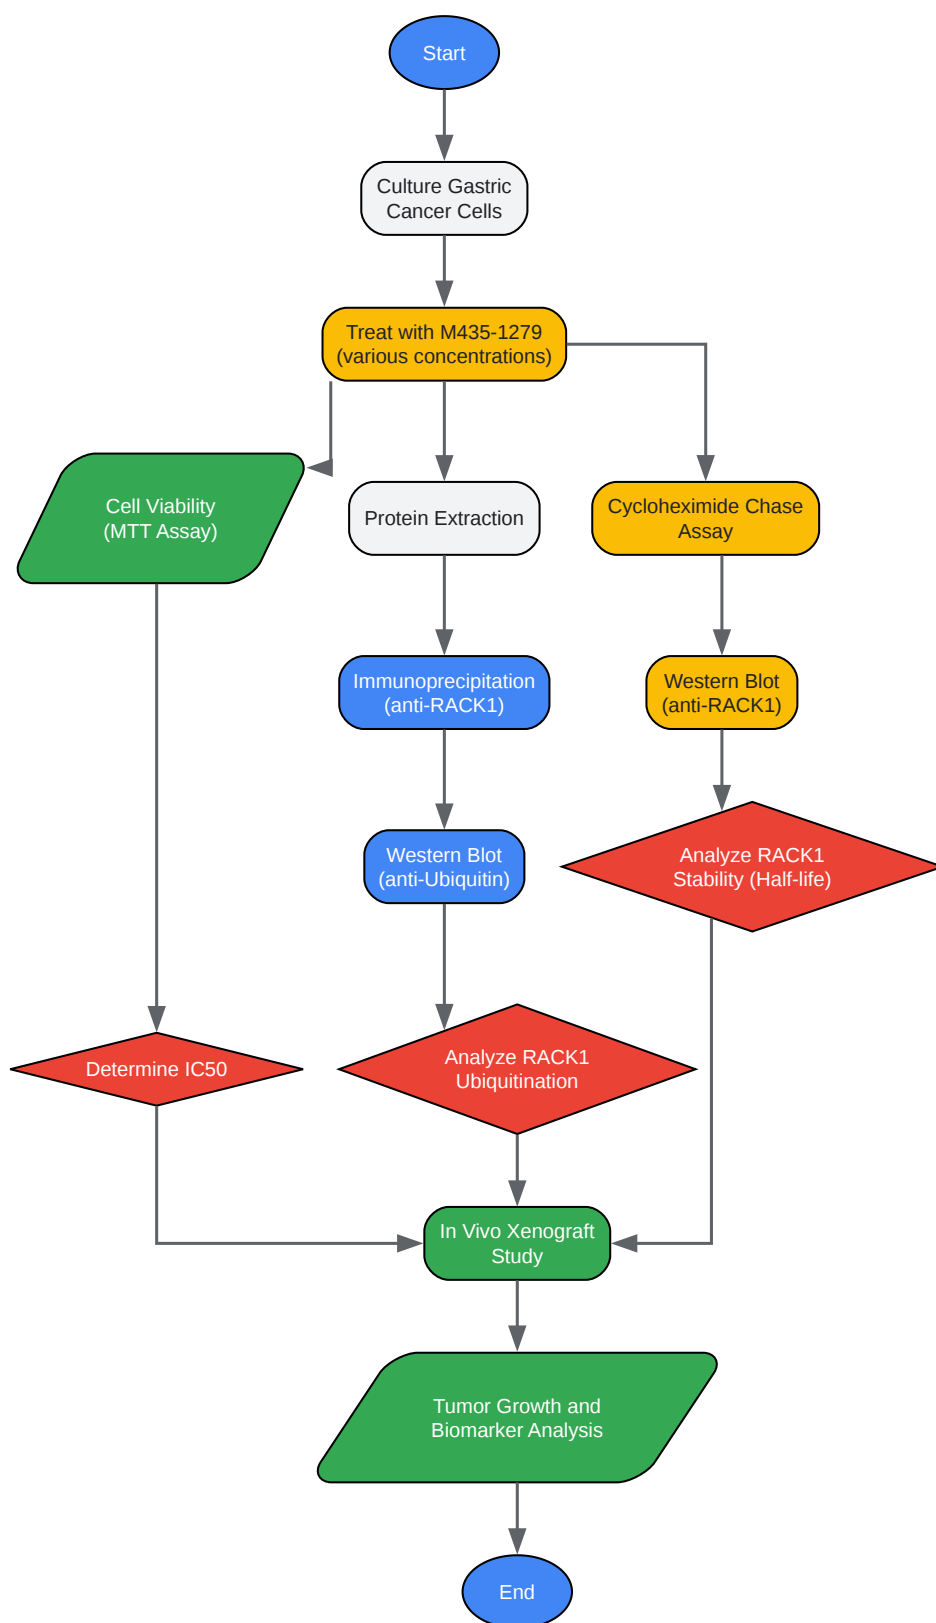 Start
Culture Gastric
Cancer Cells
Treat with M435-1279
(various concentrations)
Cell Viability
(MTT Assay)
Protein Extraction
Cycloheximide Chase
Assay
Immunoprecipitation
(anti-RACK1)
Western Blot
(anti-RACK1)
Western Blot
(anti-Ubiquitin)
Analyze RACK1
Stability (Half-life)
Determine IC50
Analyze RACK1
Ubiquitination
In Vivo Xenograft
Study
Tumor Growth and
Biomarker Analysis
End